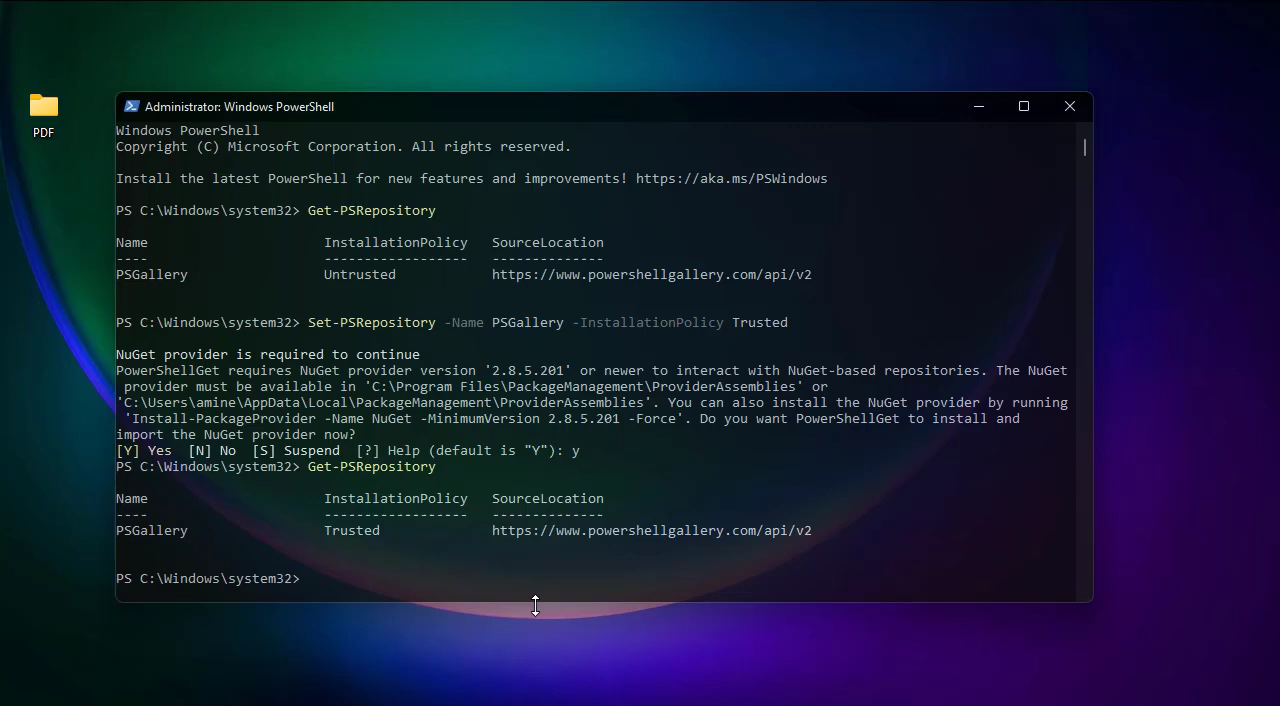 PDF
Administrator: Windows PowerShell
Windows PowerShell
Copyright (C) Microsoft Corporation. All rights reserved.
Install the latest PowerShell for new features and improvements! https://aka.ms/PSWindows
PS C:\Windows\system32> Get-PSRepository
Name                      InstallationPolicy   SourceLocation
----                      ------------------   --------------
PSGallery                 Untrusted            https://www.powershellgallery.com/api/v2
PS C:\Windows\system32> Set-PSRepository -Name PSGallery -InstallationPolicy Trusted
NuGet provider is required to continue
PowerShellGet requires NuGet provider version '2.8.5.201' or newer to interact with NuGet-based repositories. The NuGet
 provider must be available in 'C:\Program Files\PackageManagement\ProviderAssemblies' or
'C:\Users\amine\AppData\Local\PackageManagement\ProviderAssemblies'. You can also install the NuGet provider by running
 'Install-PackageProvider -Name NuGet -MinimumVersion 2.8.5.201 -Force'. Do you want PowerShellGet to install and
import the NuGet provider now?
[Y] Yes  [N] No  [S] Suspend  [?] Help (default is "Y"): y
PS C:\Windows\system32> Get-PSRepository
Name                      InstallationPolicy   SourceLocation
----                      ------------------   --------------
PSGallery                 Trusted              https://www.powershellgallery.com/api/v2
PS C:\Windows\system32>